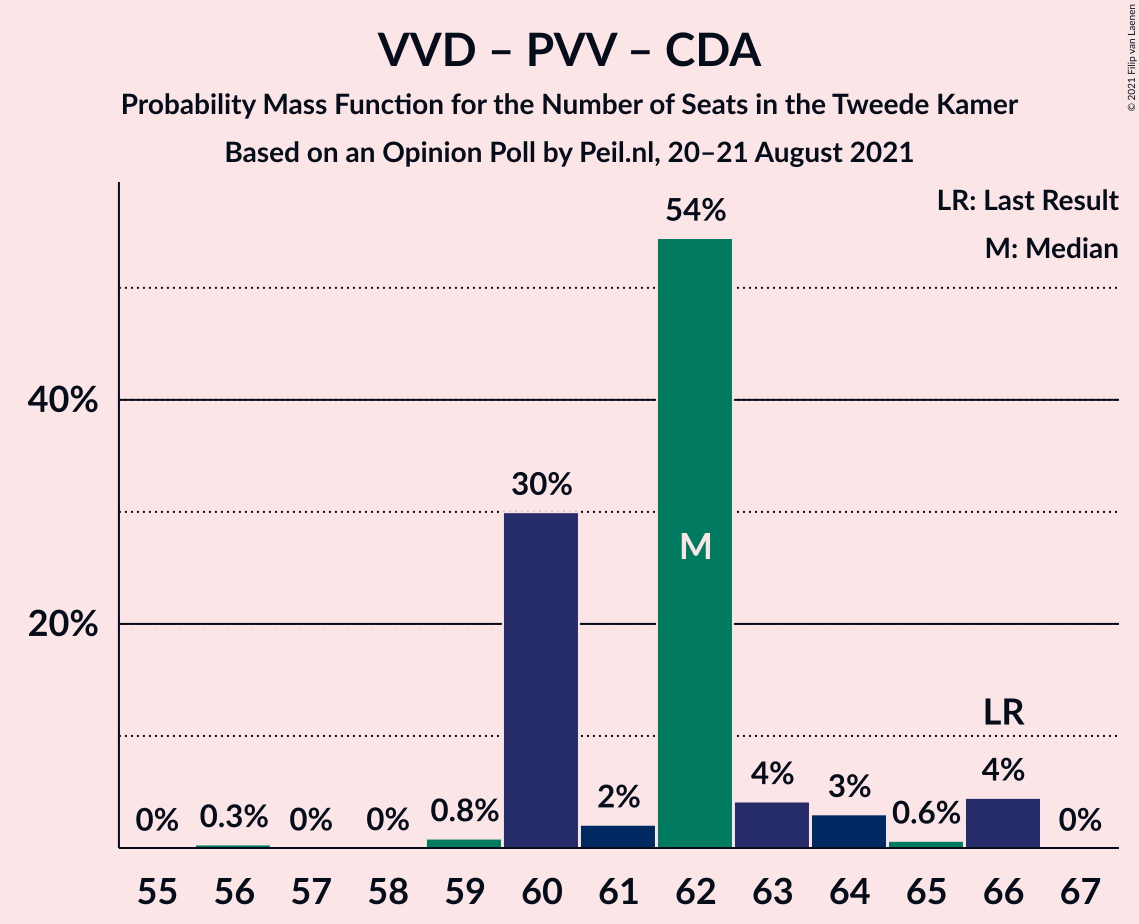 VVD – PVV – CDA
Probability Mass Function for the Number of Seats in the Tweede Kamer
Based on an Opinion Poll by Peil.nl, 20–21 August 2021
© 2021 Filip van Laenen
LR: Last Result
M: Median
54%
40%
30%
M
20%
LR
0% 0.3% 0% 0% 0.8% 2% 4% 3% 0.6% 4% 0%
55 56 57 58 59 60 61 62 63 64 65 66 67